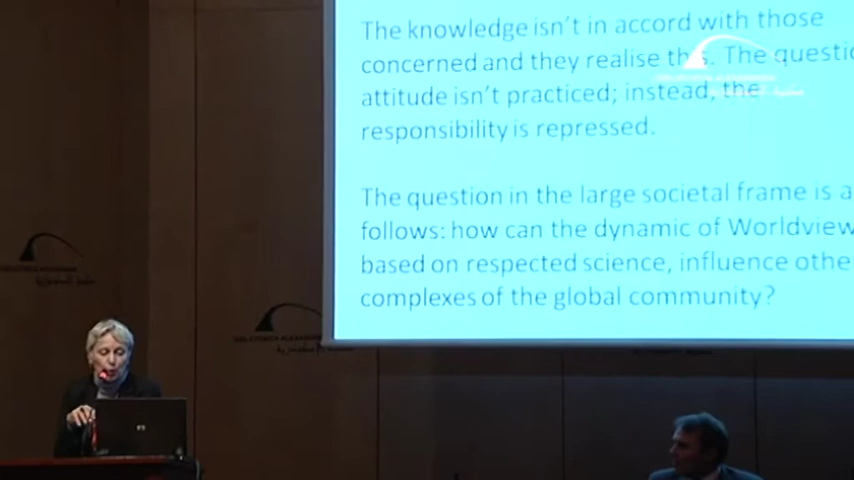 The knowledge isn't in accord with those
concerned and they realise this. The
attitude isn't practiced; instead, the
responsibility is repressed.
The question in the large societal frame is
follows: how can the dynamic of Worldview
based on respected science, influence
complexes of the global community?